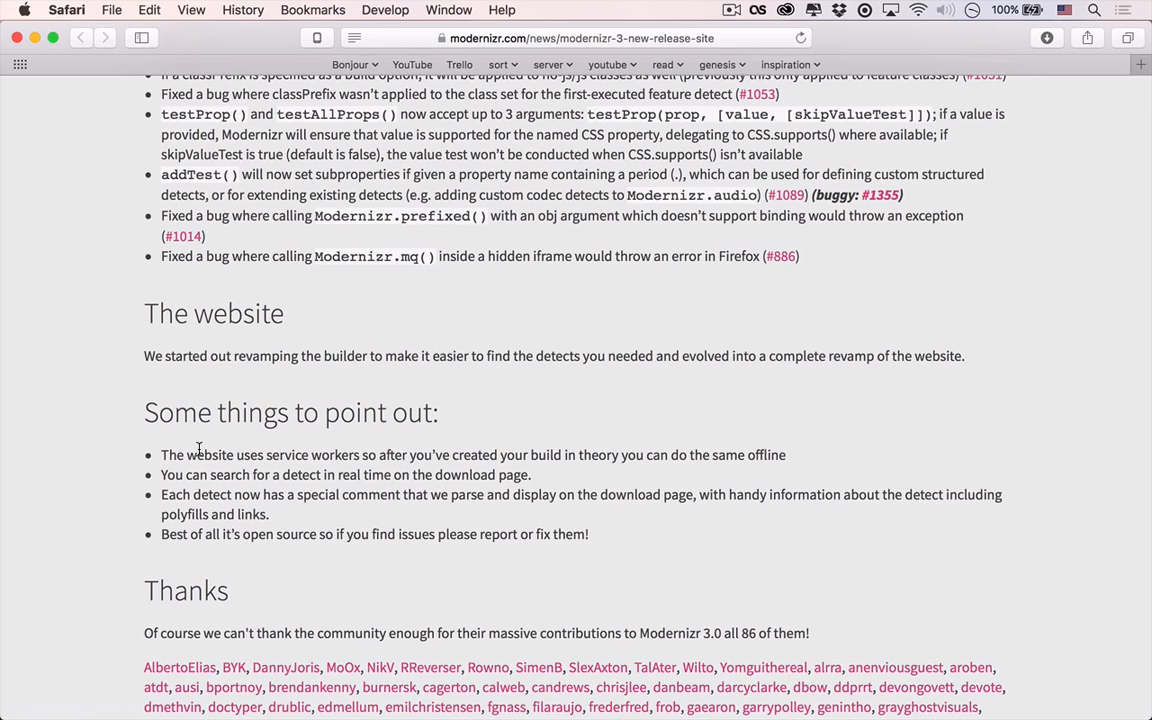 Safari File Edit View History Bookmarks Develop Window Help 100%
modernizr.com/news/modernizr-3-new-release-site
Bonjour YouTube Trello sort server youtube read genesis inspiration
If a classPrefix is specified as a build option, it will be applied to no-js/js classes as well (previously this only applied to feature classes) (#1051)
• Fixed a bug where classPrefix wasn't applied to the class set for the first-executed feature detect (#1053)
• testProp() and testAllProps() now accept up to 3 arguments: testProp(prop, [value, [skipValueTest]]); if a value is
provided, Modernizr will ensure that value is supported for the named CSS property, delegating to CSS.supports() where available; if
skipValueTest is true (default is false), the value test won't be conducted when CSS.supports() isn't available
• addTest() will now set subproperties if given a property name containing a period (.), which can be used for defining custom structured
detects, or for extending existing detects (e.g. adding custom codec detects to Modernizr.audio) (#1089) (buggy: #1355)
• Fixed a bug where calling Modernizr.prefixed() with an obj argument which doesn't support binding would throw an exception
(#1014)
• Fixed a bug where calling Modernizr.mq() inside a hidden iframe would throw an error in Firefox (#886)
The website
We started out revamping the builder to make it easier to find the detects you needed and evolved into a complete revamp of the website.
Some things to point out:
• The website uses service workers so after you've created your build in theory you can do the same offline
• You can search for a detect in real time on the download page.
• Each detect now has a special comment that we parse and display on the download page, with handy information about the detect including
polyfills and links.
• Best of all it's open source so if you find issues please report or fix them!
Thanks
Of course we can't thank the community enough for their massive contributions to Modernizr 3.0 all 86 of them!
AlbertoElias, BYK, DannyJoris, MoOx, NikV, RReverser, Rowno, SimenB, SlexAxton, TalAter, Wilto, Yomguithereal, alrra, anenviousguest, aroben,
atdt, ausi, bportnoy, brendankenny, burnersk, cagerton, calweb, candrews, chrisjlee, danbeam, darcyclarke, dbow, ddprrt, devongovett, devote,
dmethvin, doctyper, drublic, edmellum, emilchristensen, fgnass, filaraujo, frederfred, frob, gaearon, garrypolley, genintho, grayghostvisuals,